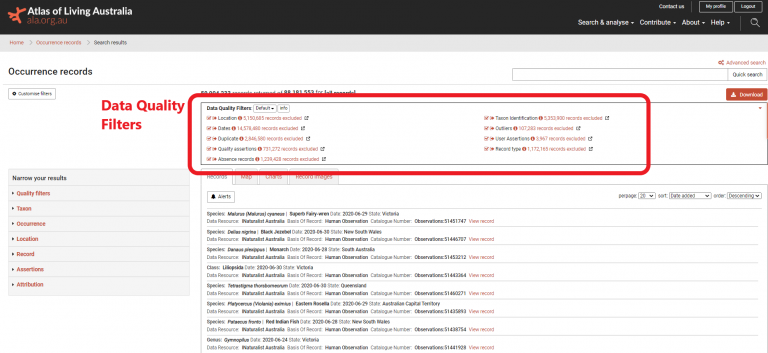 Atlas of Living Australia
ala.org.au
Contact us My profile Logout
Search & analyse Contribute About Help
Home Occurrence records Search results
Advanced search
Occurrence records
Quick search
Customise filters
records returned of 88,181,553 for
Download
Data Quality Filters
Data Quality Filters Default info
Location 5,150,665 records excluded
Taxon Identification 5,353,900 records excluded
Dates 14,578,480 records excluded
Outliers 107,283 records excluded
Duplicate 2,846,380 records excluded
User Assertions 3,967 records excluded
Quality assertions 751,272 records excluded
Record type 1,172,165 records excluded
Absence records 1,239,428 records excluded
Narrow your results
Quality filters
Taxon
Occurrence
Location
Record
Assertions
Attribution
Records Map Charts Record images
Alerts
per page: 20 sort: Date added order: Descending
Species: Malurus (Malurus) cyaneus | Superb Fairy-wren Date: 2020-06-29 State: Victoria
Data Resource: iNaturalist Australia Basis Of Record: Human Observation Catalogue Number: Observations:51451747 View record
Species: Delias nigrina | Black Jezebel Date: 2020-06-30 State: New South Wales
Data Resource: iNaturalist Australia Basis Of Record: Human Observation Catalogue Number: Observations:51446707 View record
Species: Danaus plexippus | Monarch Date: 2020-06-28 State: South Australia
Data Resource: iNaturalist Australia Basis Of Record: Human Observation Catalogue Number: Observations:51453212 View record
Class: Liliopsida Date: 2020-06-30 State: Victoria
Data Resource: iNaturalist Australia Basis Of Record: Human Observation Catalogue Number: Observations:51443364 View record
Species: Tetrastigma thorsborneorum Date: 2020-06-30 State: Queensland
Data Resource: iNaturalist Australia Basis Of Record: Human Observation Catalogue Number: Observations:51460271 View record
Species: Platycercus (Violania) eximius | Eastern Rosella Date: 2020-06-29 State: Australian Capital Territory
Data Resource: iNaturalist Australia Basis Of Record: Human Observation Catalogue Number: Observations:51435893 View record
Species: Pataecus fronto | Red Indian Fish Date: 2020-06-28 State: New South Wales
Data Resource: iNaturalist Australia Basis Of Record: Human Observation Catalogue Number: Observations:51438754 View record
Genus: Gymnopilus Date: 2020-06-24 State: Victoria
Data Resource: iNaturalist Australia Basis Of Record: Human Observation Catalogue Number: Observations:51441928 View record